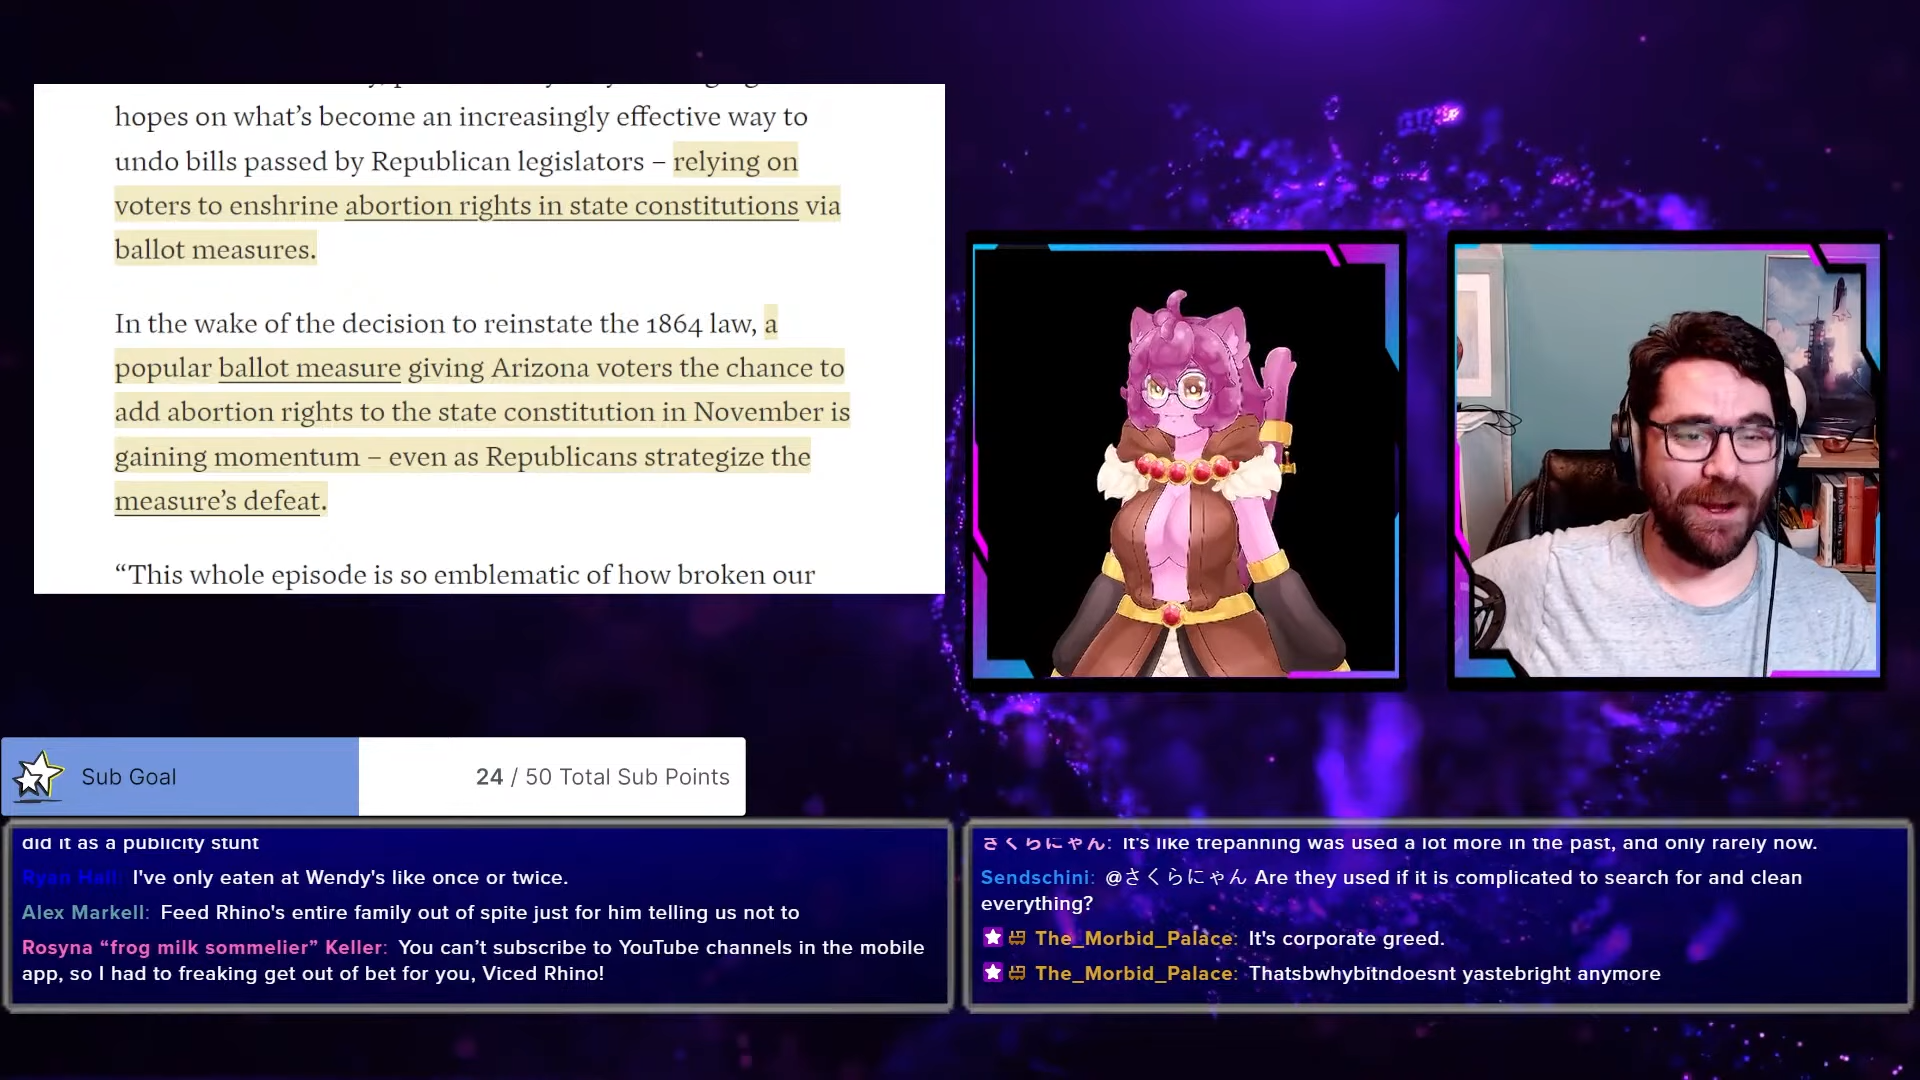 hopes on what’s become an increasingly effective way to
undo bills passed by Republican legislators – relying on
voters to enshrine abortion rights in state constitutions via
ballot measures.
In the wake of the decision to reinstate the 1864 law, a
popular ballot measure giving Arizona voters the chance to
add abortion rights to the state constitution in November is
gaining momentum – even as Republicans strategize the
measure’s defeat.
“This whole episode is so emblematic of how broken our
Sub Goal
24 / 50 Total Sub Points
did it as a publicity stunt
Ryan Hall: I've only eaten at Wendy's like once or twice.
Alex Markell: Feed Rhino's entire family out of spite just for him telling us not to
Rosyna “frog milk sommelier” Keller: You can’t subscribe to YouTube channels in the mobile
app, so I had to freaking get out of bet for you, Viced Rhino!
さくらにゃん: It's like trepanning was used a lot more in the past, and only rarely now.
Sendschini: @さくらにゃん Are they used if it is complicated to search for and clean
everything?
The_Morbid_Palace: It's corporate greed.
The_Morbid_Palace: Thatsbwhybitndoesnt yastebright anymore